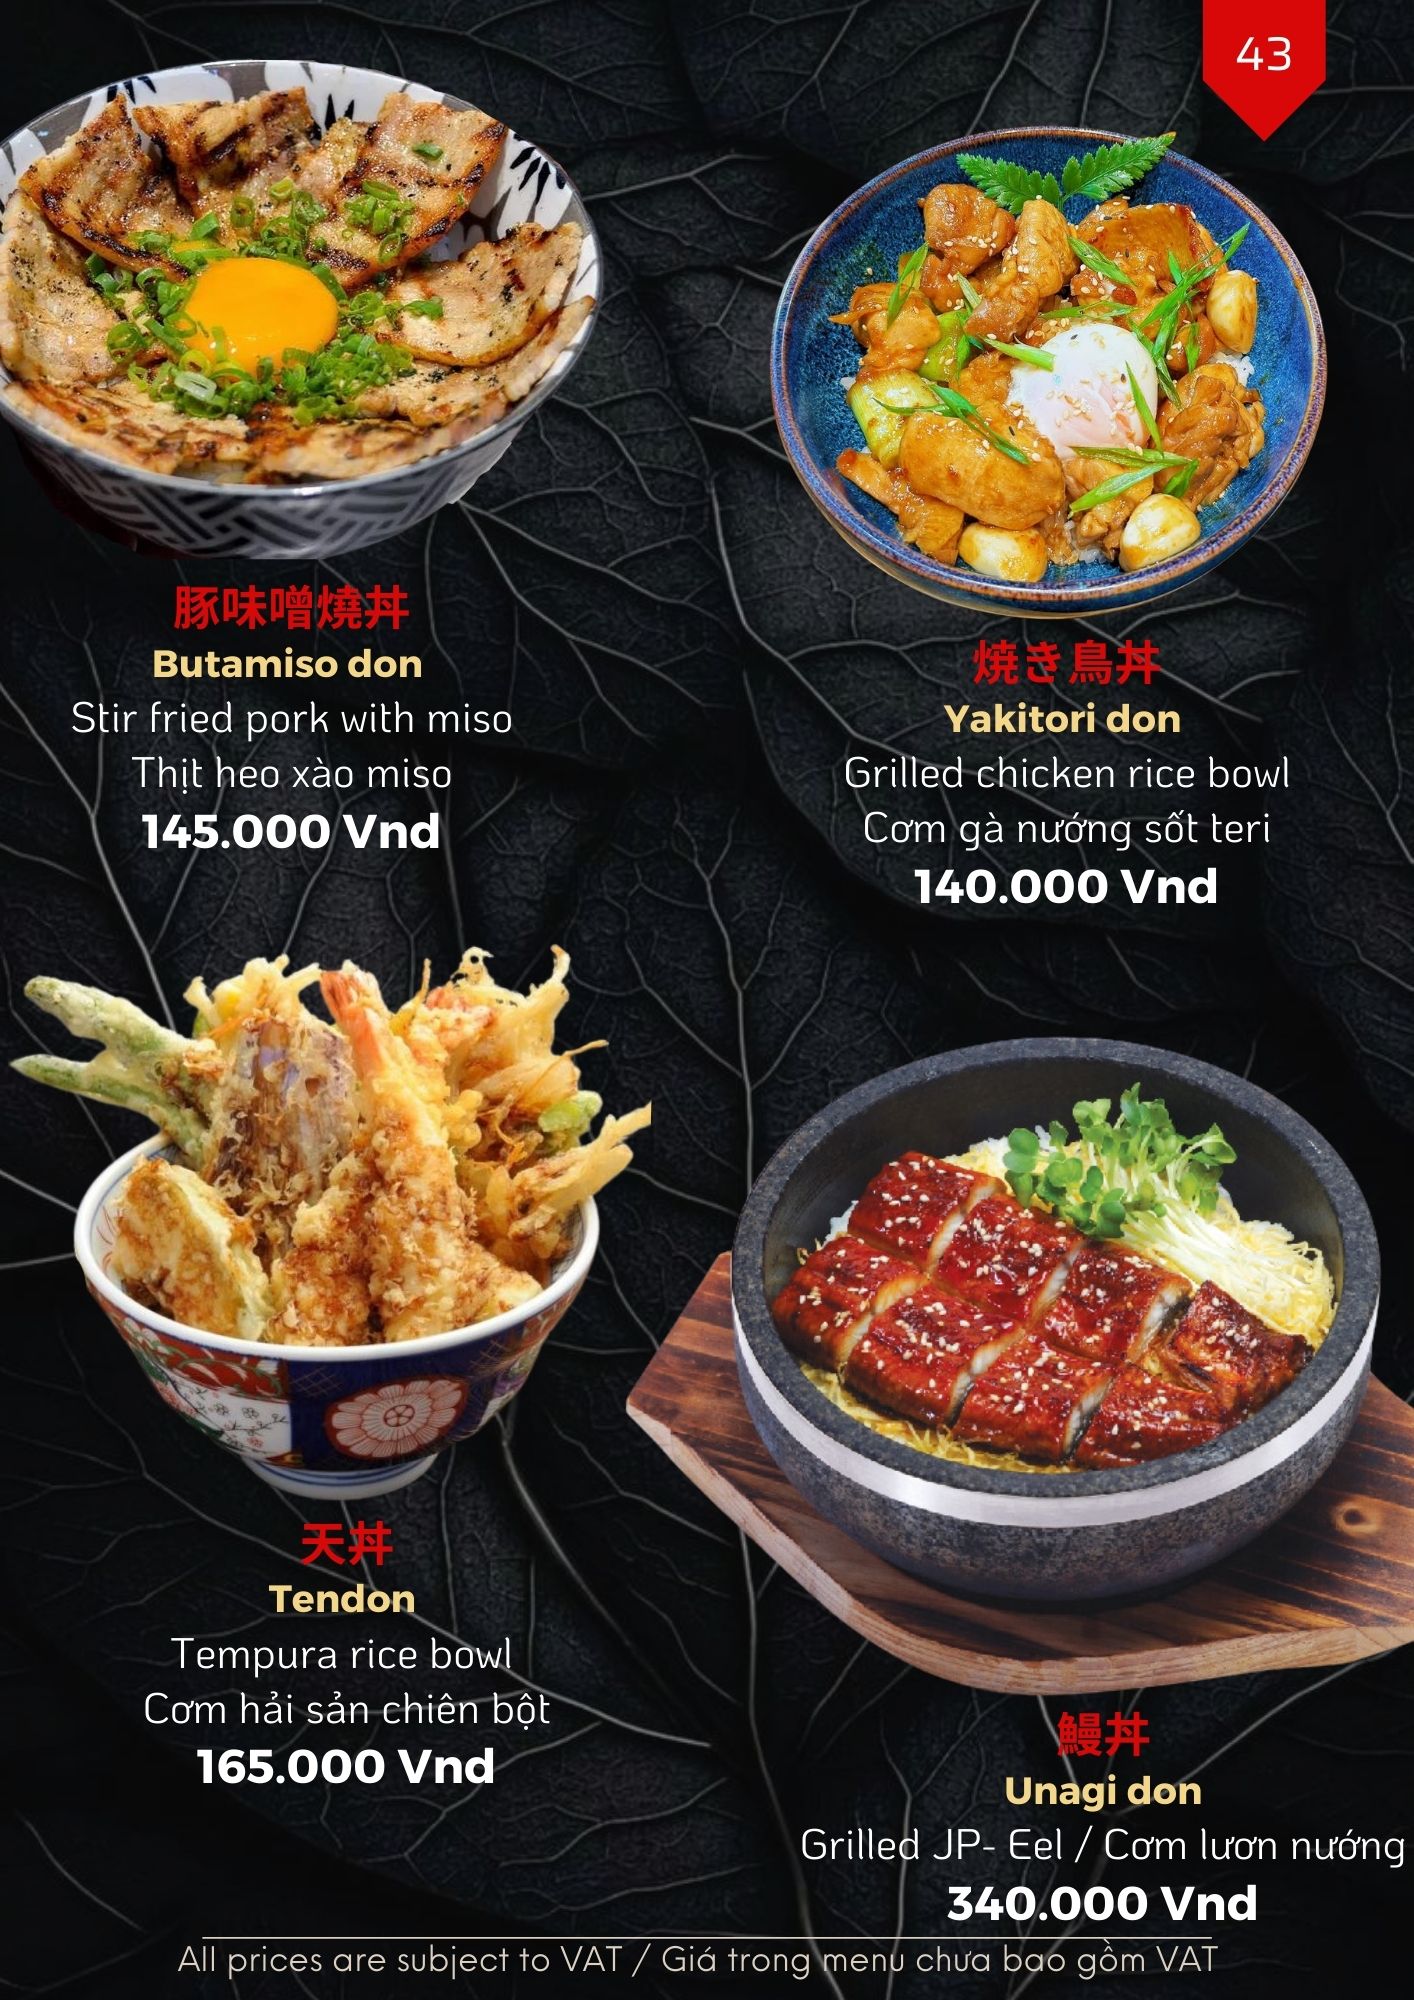 43
豚味噌燒丼
Butamiso don
Stir fried pork with miso
Thịt heo xào miso
145.000 Vnd
焼き鳥丼
Yakitori don
Grilled chicken rice bowl
Cơm gà nướng sốt teri
140.000 Vnd
天丼
Tendon
Tempura rice bowl
Cơm hải sản chiên bột
165.000 Vnd
鰻丼
Unagi don
Grilled JP- Eel / Cơm lươn nướng
340.000 Vnd
All prices are subject to VAT / Giá trong menu chưa bao gồm VAT